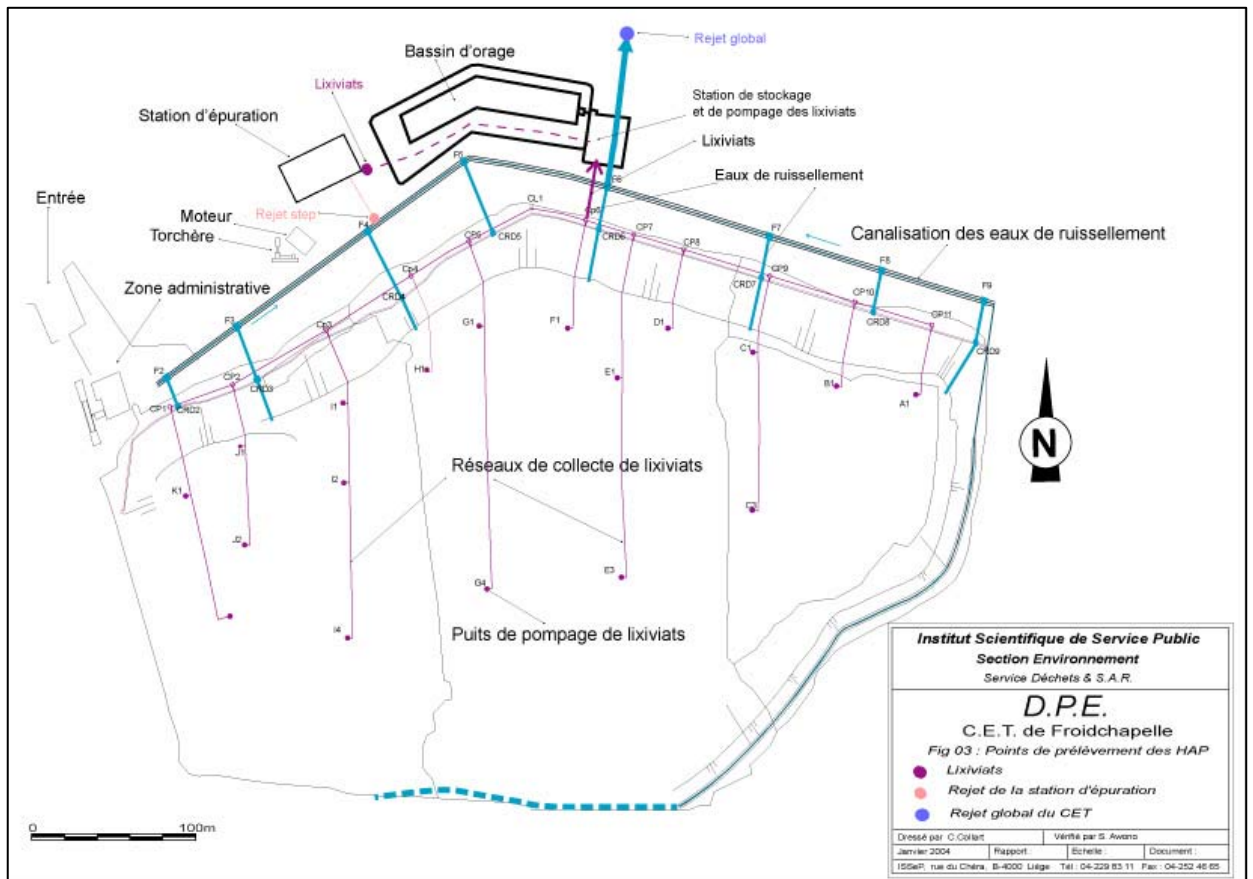 Rejet global
Bassin d'orage
Lixiviats
Station de stockage
et de pompage des lixiviats
Station d'épuration
Lixiviats
F5
F6
Eaux de ruissellement
Entrée
Moteur
Rejet step
Torchère
F4
CL1
Cp6
CRD5
CP5
CRD6
CP7
CP8
F7
Canalisation des eaux de ruissellement
Zone administrative
Cp4
CRD4
CRD7
CP9
F8
F9
CP10
CRD8
CP11
F3
Cp3
G1
F1
D1
CRD9
F2
CP2
CRD3
H1
E1
C1
B1
A1
CP1
CRD2
I1
N
J1
K1
I2
Réseaux de collecte de lixiviats
J2
G4
E3
I4
Puits de pompage de lixiviats
0
100m
Institut Scientifique de Service Public
Section Environnement
Service Déchets & S.A.R.
D.P.E.
C.E.T. de Froidchapelle
Fig 03 : Points de prélèvement des HAP
Lixiviats
Rejet de la station d'épuration
Rejet global du CET
Dressé par C.Collart
Vérifié par S. Awono
Janvier 2004
Rapport :
Echelle :
Document :
ISSeP, rue du Chéra, B-4000 Liège Tél : 04-229 83 11 Fax : 04-252 46 65